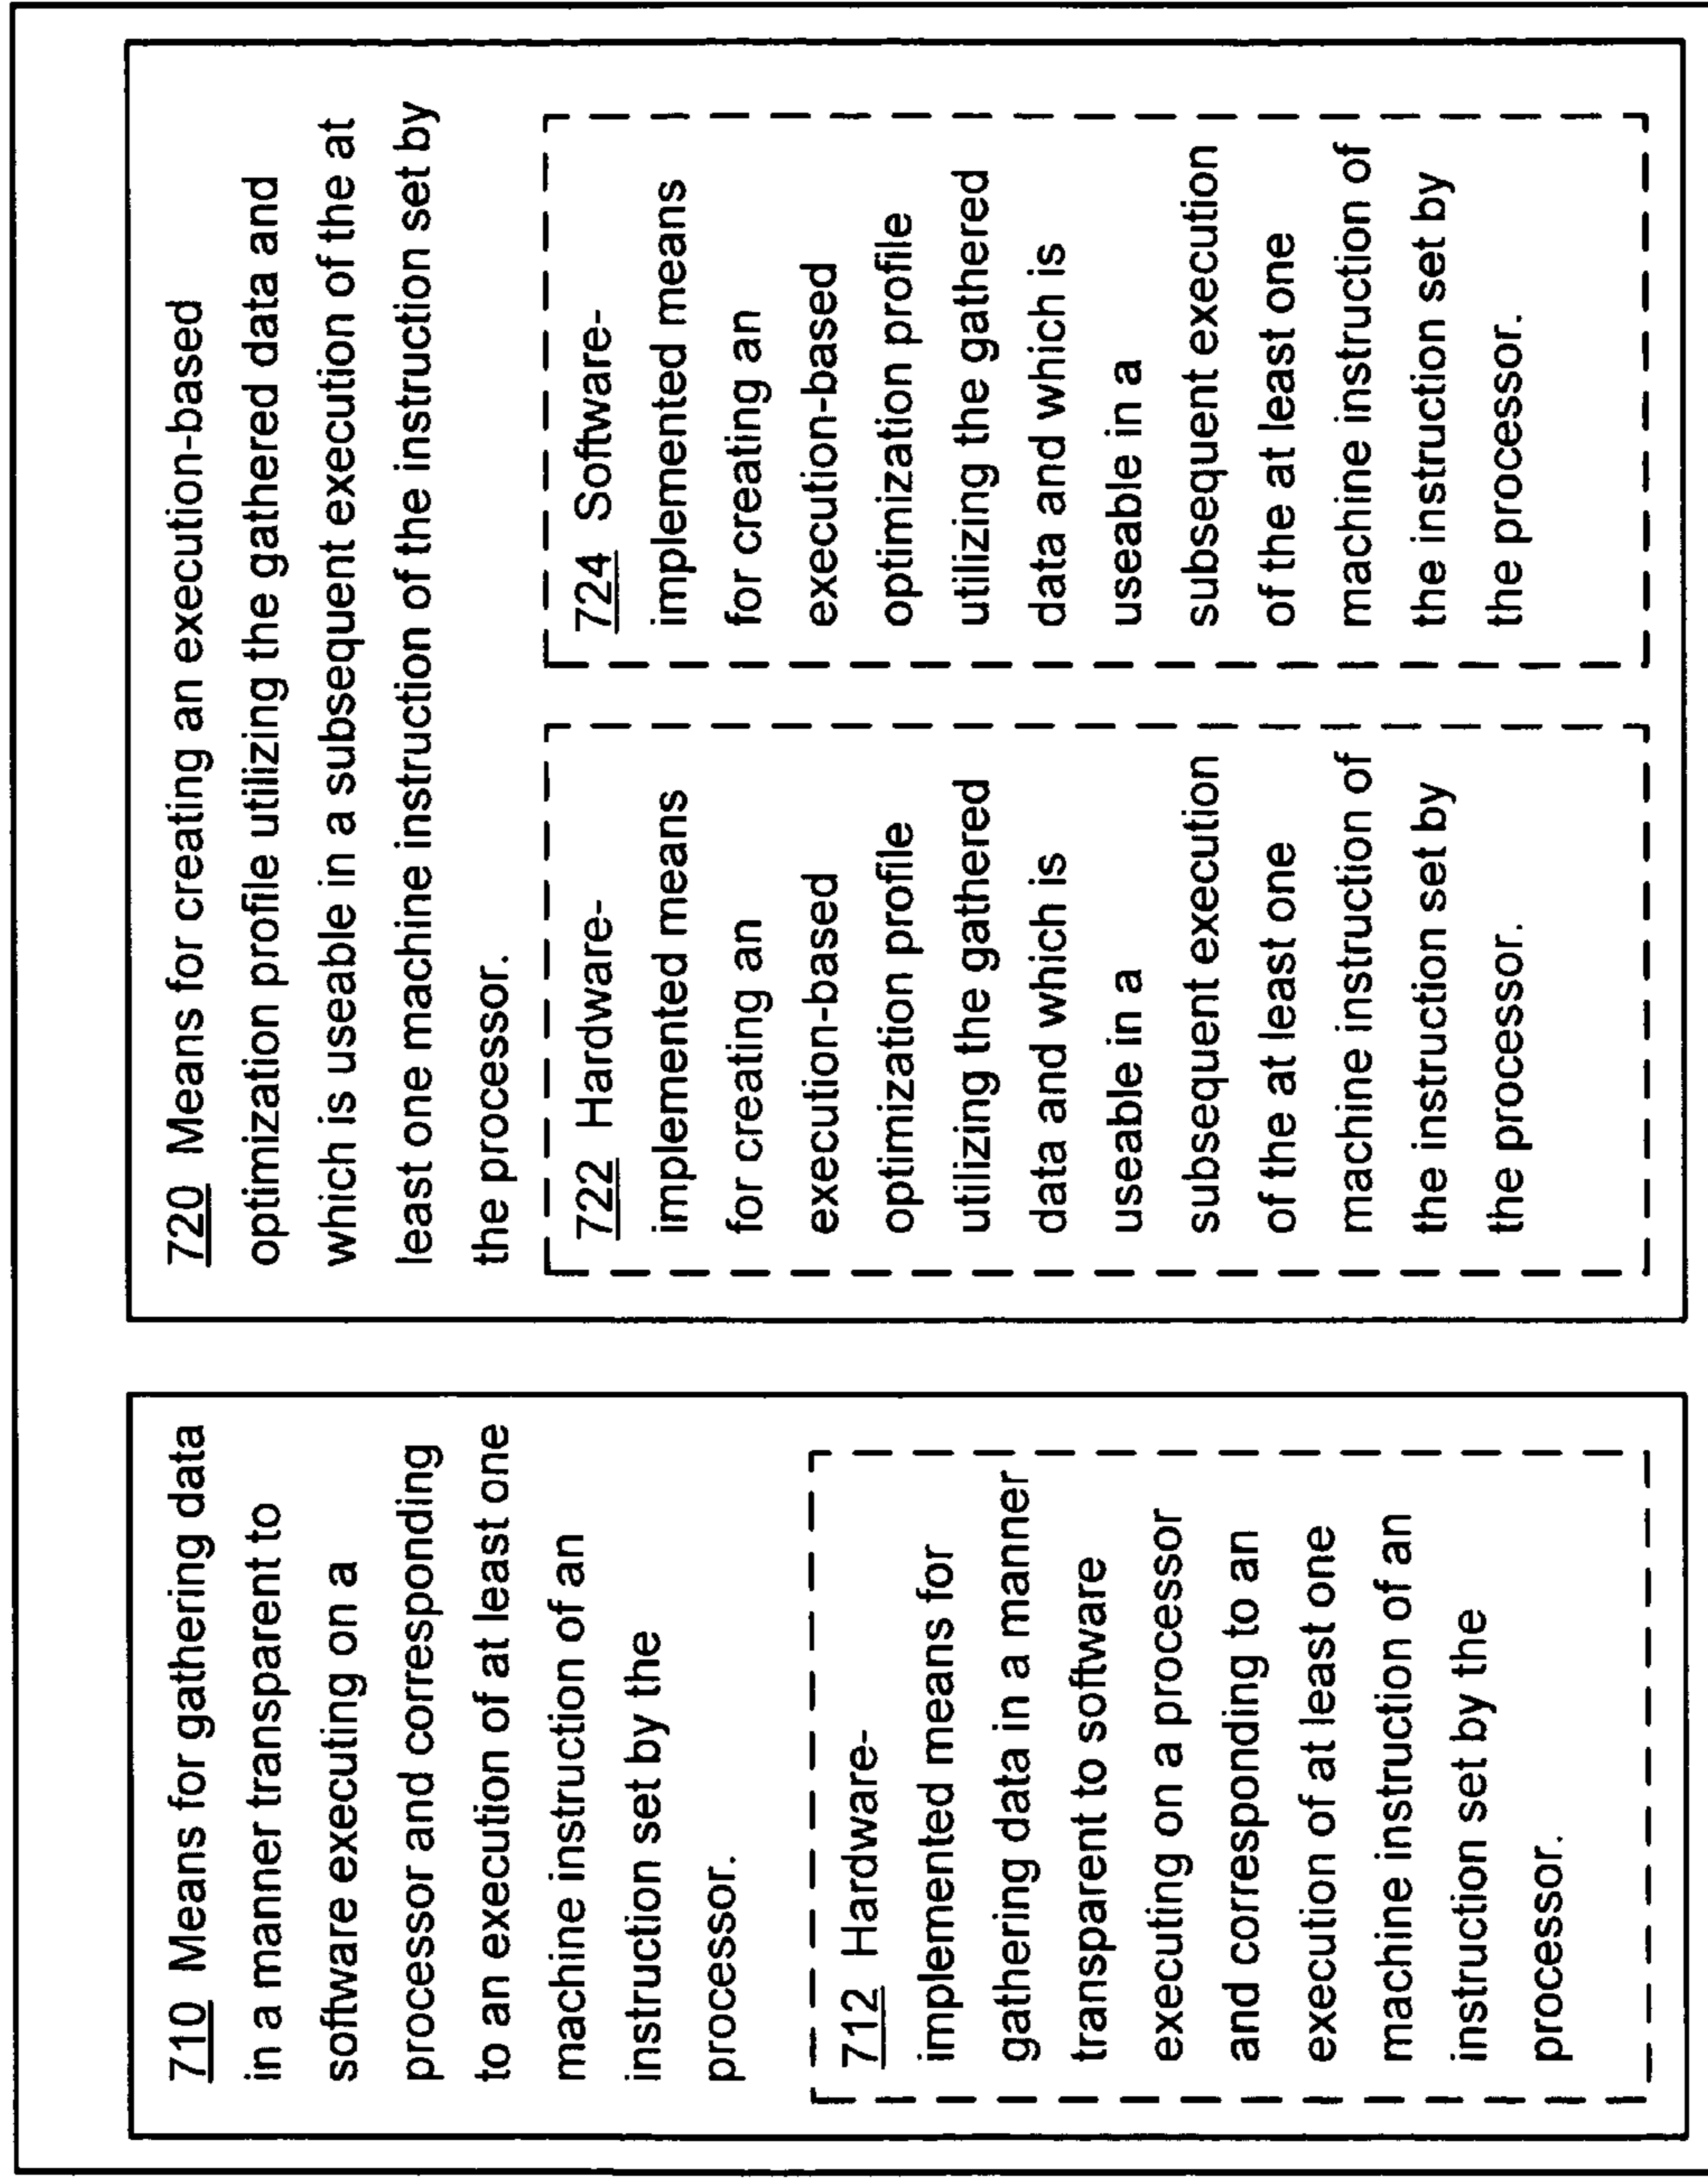 710 Means for gathering data
in a manner transparent to
software executing on a
processor and corresponding
to an execution of at least one
machine instruction of an
instruction set by the
processor.
712 Hardware-
implemented means for
gathering data in a manner
transparent to software
executing on a processor
and corresponding to an
execution of at least one
machine instruction of an
instruction set by the
processor.
720 Means for creating an execution-based
optimization profile utilizing the gathered data and
which is useable in a subsequent execution of the at
least one machine instruction of the instruction set by
the processor.
722 Hardware-
implemented means
for creating an
execution-based
optimization profile
utilizing the gathered
data and which is
useable in a
subsequent execution
of the at least one
machine instruction of
the instruction set by
the processor.
724 Software-
implemented means
for creating an
execution-based
optimization profile
utilizing the gathered
data and which is
useable in a
subsequent execution
of the at least one
machine instruction of
the instruction set by
the processor.